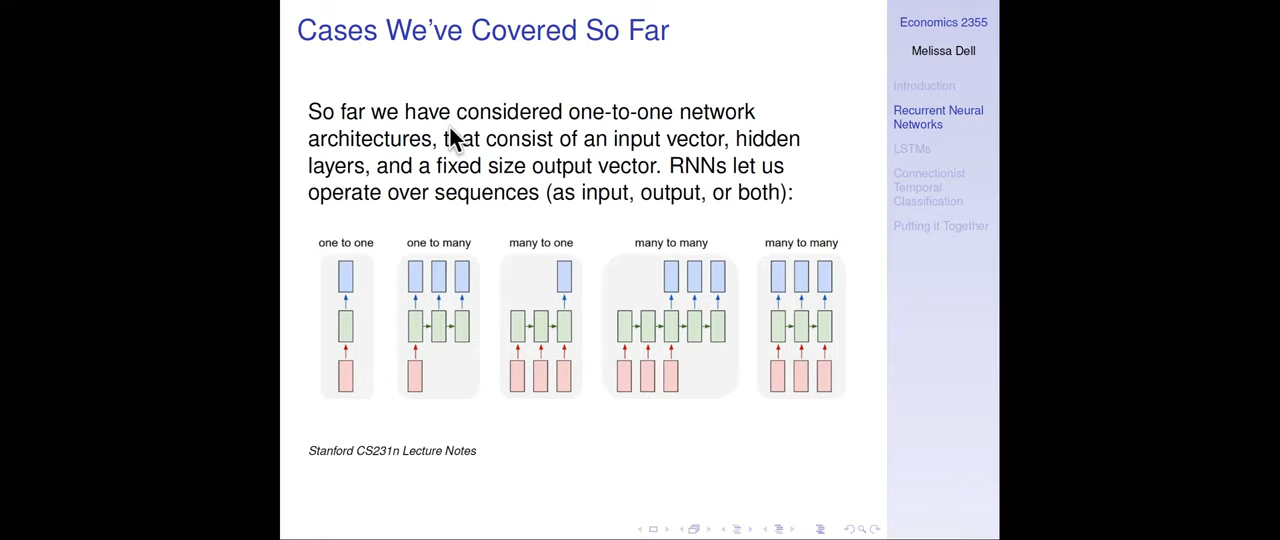 Cases We've Covered So Far
So far we have considered one-to-one network
architectures, that consist of an input vector, hidden
layers, and a fixed size output vector. RNNs let us
operate over sequences (as input, output, or both):
one to one
one to many
many to one
many to many
many to many
Stanford CS231n Lecture Notes
Economics 2355
Melissa Dell
Introduction
Recurrent Neural
Networks
LSTMs
Connectionist
Temporal
Classification
Putting it Together